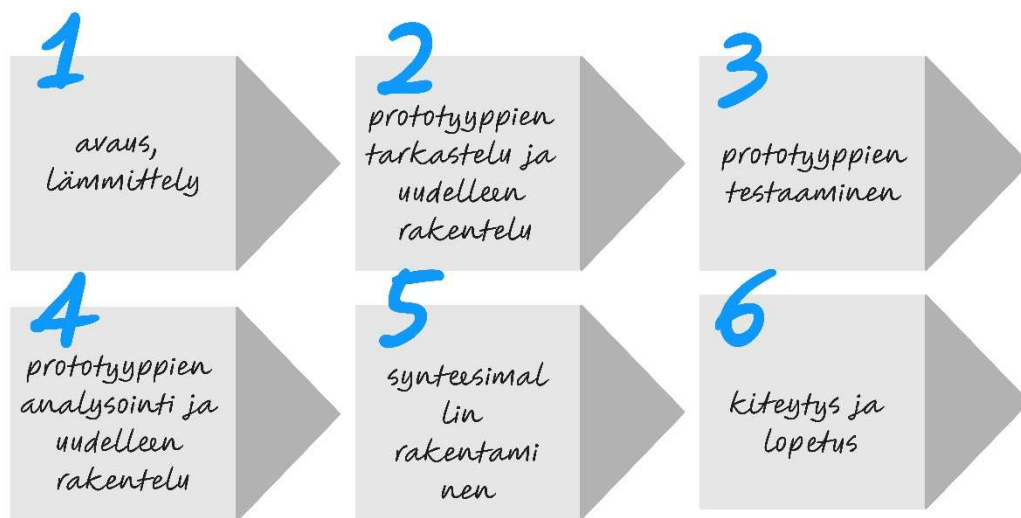 1
avaus,
lämmittely
2
prototyyppien
tarkastelu ja
uudelleen
rakentelu
3
prototyyppien
testaaminen
4
prototyyppien
analysointi ja
uudelleen
rakentelu
5
synteesimal
lin
rakentami
nen
6
kiteytys ja
lopetus